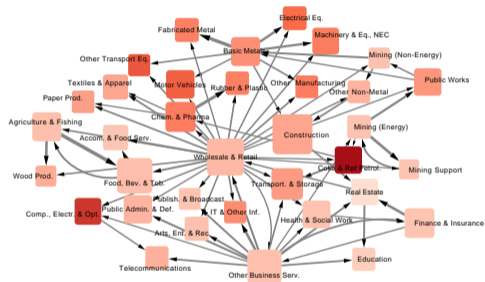 Electrical Eq.
Fabricated Metal
Machinery & Eq., NEC
Basic Metal
Mining (Non-Energy)
Other Transport Eq.
Textiles & Apparel
Motor Vehicles
Rubber & Plastic
Other Manufacturing
Public Works
Other Non-Metal
Paper Prod.
Chem. & Pharma
Agriculture & Fishing
Accom. & Food Serv.
Construction
Mining (Energy)
Wholesale & Retail
Coke & Ref Petrol.
Mining Support
Wood Prod.
Food, Bev. & Tob.
Transport. & Storage
Real Estate
Publish. & Broadcast
Comp., Electr. & Opt.
Public Admin. & Def.
IT & Other Inf.
Health & Social Work
Finance & Insurance
Arts, Ent. & Rec.
Telecommunications
Other Business Serv.
Education